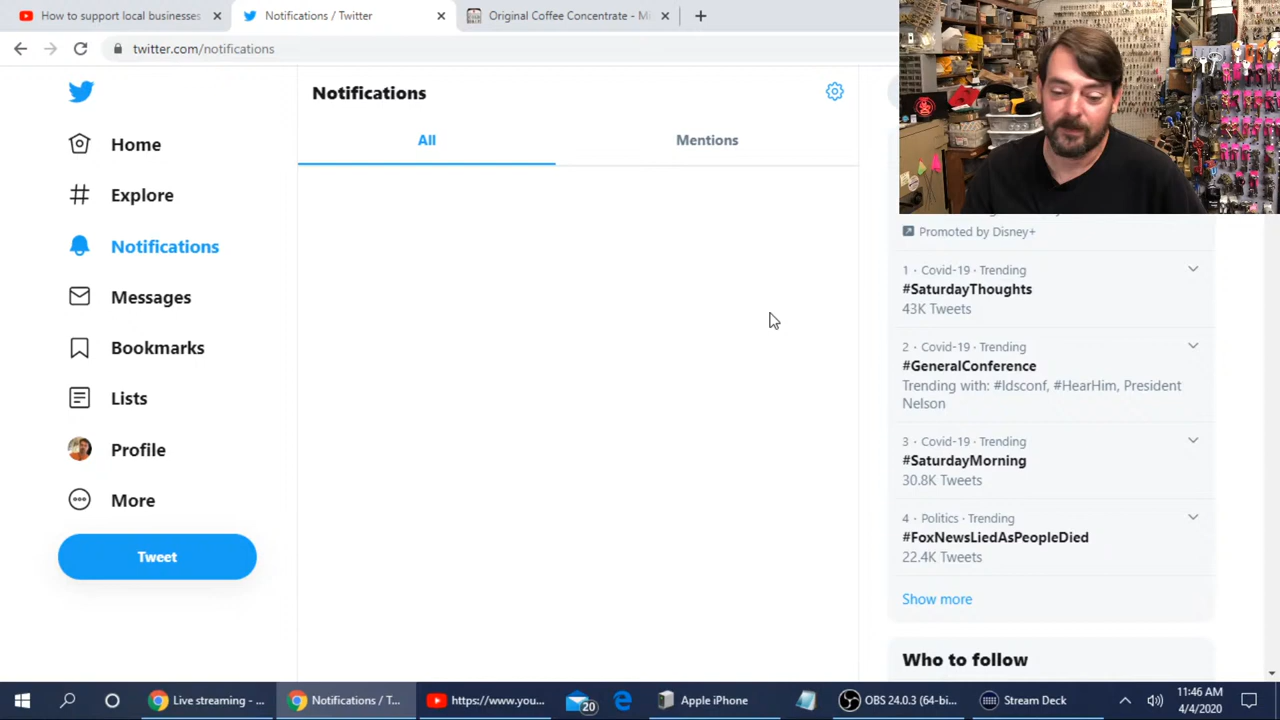 How to support local businesses
Notifications / Twitter
Original Coffee Concentrate - Mi
twitter.com/notifications
Notifications
All
Mentions
Home
Explore
Notifications
Messages
Bookmarks
Lists
Profile
More
Tweet
Promoted by Disney+
1 · Covid-19 · Trending
#SaturdayThoughts
43K Tweets
2 · Covid-19 · Trending
#GeneralConference
Trending with: #ldsconf, #HearHim, President
Nelson
3 · Covid-19 · Trending
#SaturdayMorning
30.8K Tweets
4 · Politics · Trending
#FoxNewsLiedAsPeopleDied
22.4K Tweets
Show more
Who to follow
Live streaming - ...
Notifications / T...
https://www.you...
20
Apple iPhone
OBS 24.0.3 (64-bi...
Stream Deck
11:46 AM
4/4/2020